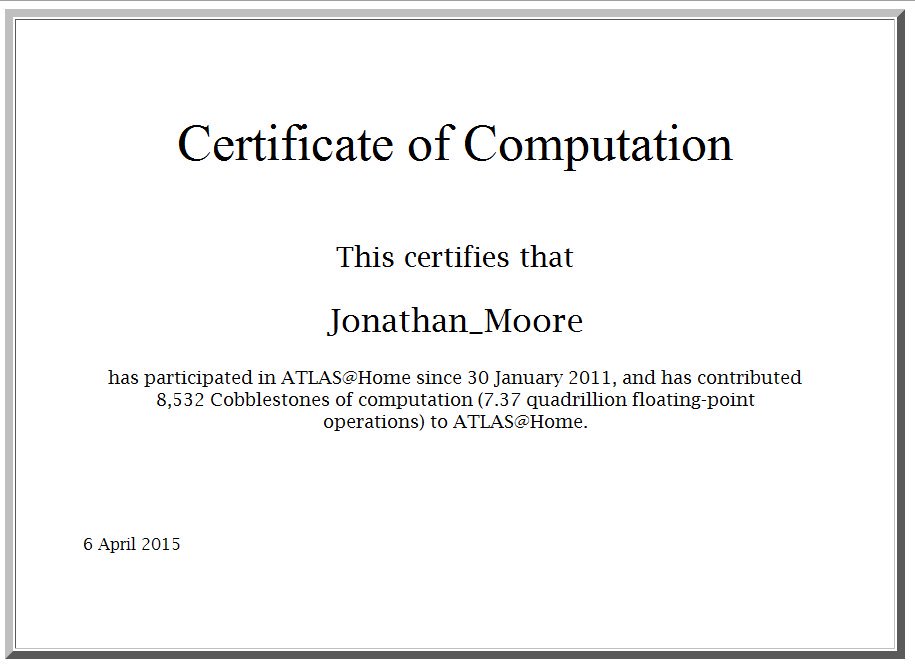 Certificate of Computation
This certifies that
Jonathan_Moore
has participated in ATLAS@Home since 30 January 2011, and has contributed
8,532 Cobblestones of computation (7.37 quadrillion floating-point
operations) to ATLAS@Home.
6 April 2015